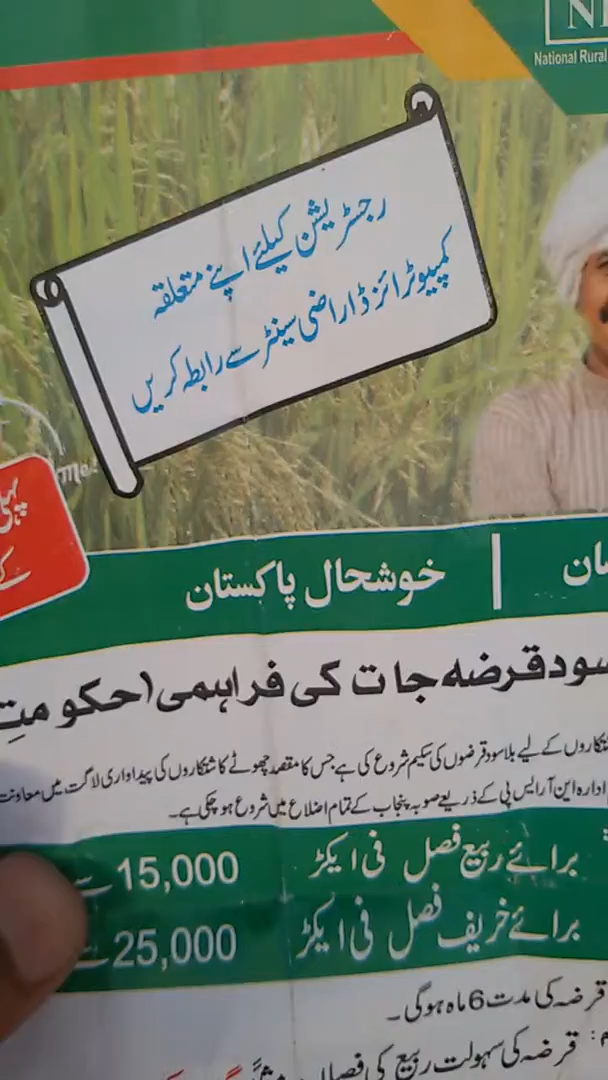 National Rural
رجسٹریشن کیلئے اپنے متعلقہ
کمپیوٹرائزڈ اراضی سینٹر سے رابطہ کریں
خوشحال پاکستان
سود قرضہ جات کی فراہمی (حکومتِ
کے لیے بلاسود قرضوں کی سکیم شروع کی ہے جس کا مقصد چھوٹے کاشتکاروں کی پیداواری لاگت میں معاونت
ادارہ این آر ایس پی کے ذریعے صوبہ پنجاب کے تمام اضلاع میں شروع ہو چکی ہے۔
برائے ربیع فصل فی ایکڑ 15,000
برائے خریف فصل فی ایکڑ 25,000
قرضہ کی مدت 6 ماہ ہوگی۔
قرضہ کی سہولت ربیع کی